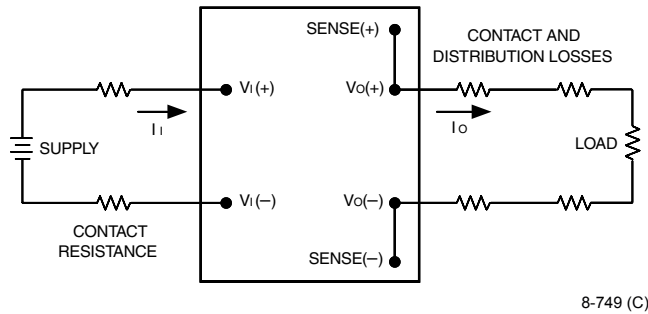 SENSE(+)
CONTACT AND
DISTRIBUTION LOSSES
VI(+)
VO(+)
II
IO
SUPPLY
LOAD
VI(–)
VO(–)
CONTACT
RESISTANCE
SENSE(–)
8-749 (C)